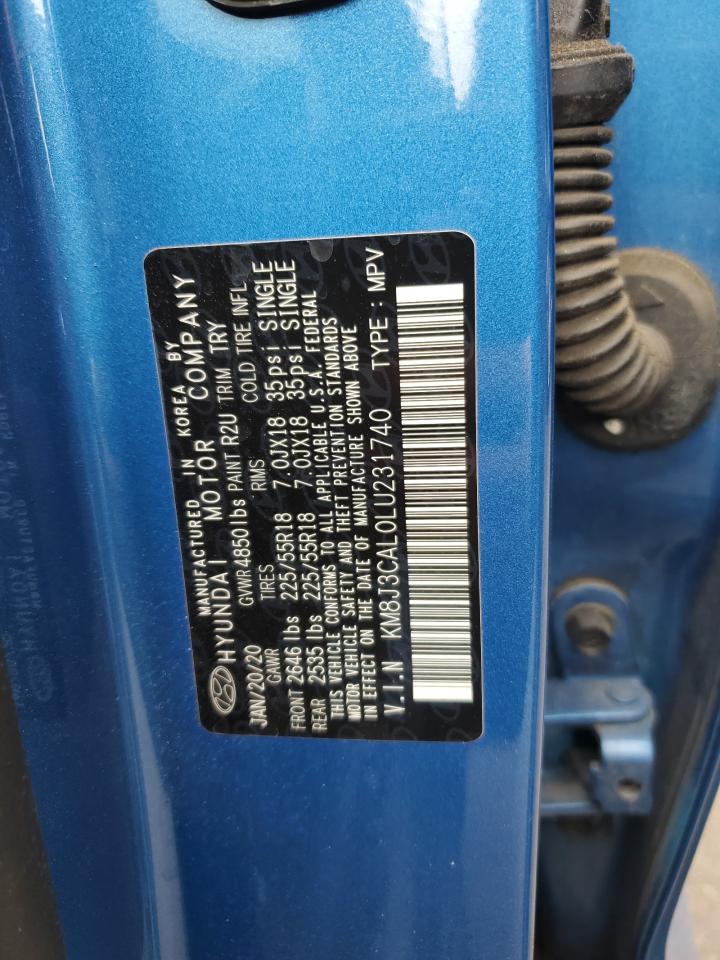 MANUFACTURED IN KOREA BY
HYUNDAI MOTOR COMPANY
JAN/20/20 GVWR 4850 lbs PAINT R2U TRIM TRY
GAWR TIRES RIMS COLD TIRE INFL
FRONT 2646 lbs 225/55R18 7.0JX18 35psi SINGLE
REAR 2535 lbs 225/55R18 7.0JX18 35psi SINGLE
THIS VEHICLE CONFORMS TO ALL APPLICABLE U.S.A. FEDERAL
MOTOR VEHICLE SAFETY AND THEFT PREVENTION STANDARDS
IN EFFECT ON THE DATE OF MANUFACTURE SHOWN ABOVE
V.I.N KM8J3CAL0LU231740 TYPE : MPV